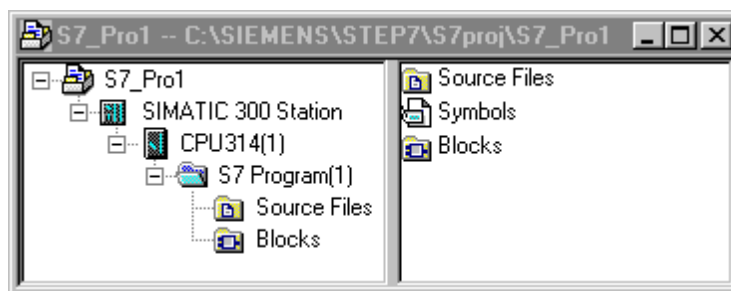 S7_Pro1 -- C:\SIEMENS\STEP7\S7proj\S7_Pro1
S7_Pro1
SIMATIC 300 Station
CPU314(1)
S7 Program(1)
Source Files
Blocks
Source Files
Symbols
Blocks